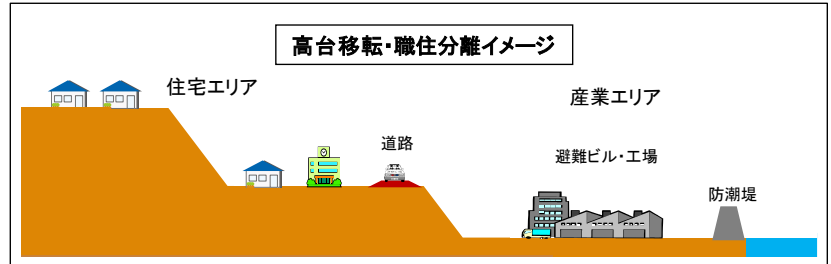 高台移転・職住分離イメージ
住宅エリア
産業エリア
道路
避難ビル・工場
防潮堤